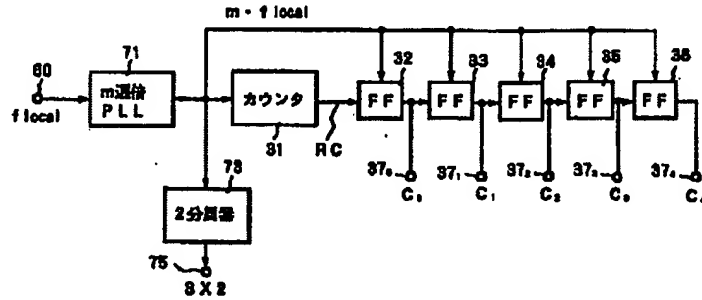 m・f local
71
32
33
34
35
36
60
m逓倍
PLL
カウンタ
FF
FF
FF
FF
FF
f local
31
RC
73
37₀
37₁
37₂
37₃
37₄
C₀
C₁
C₂
C₃
C₄
2分周器
75
SX2